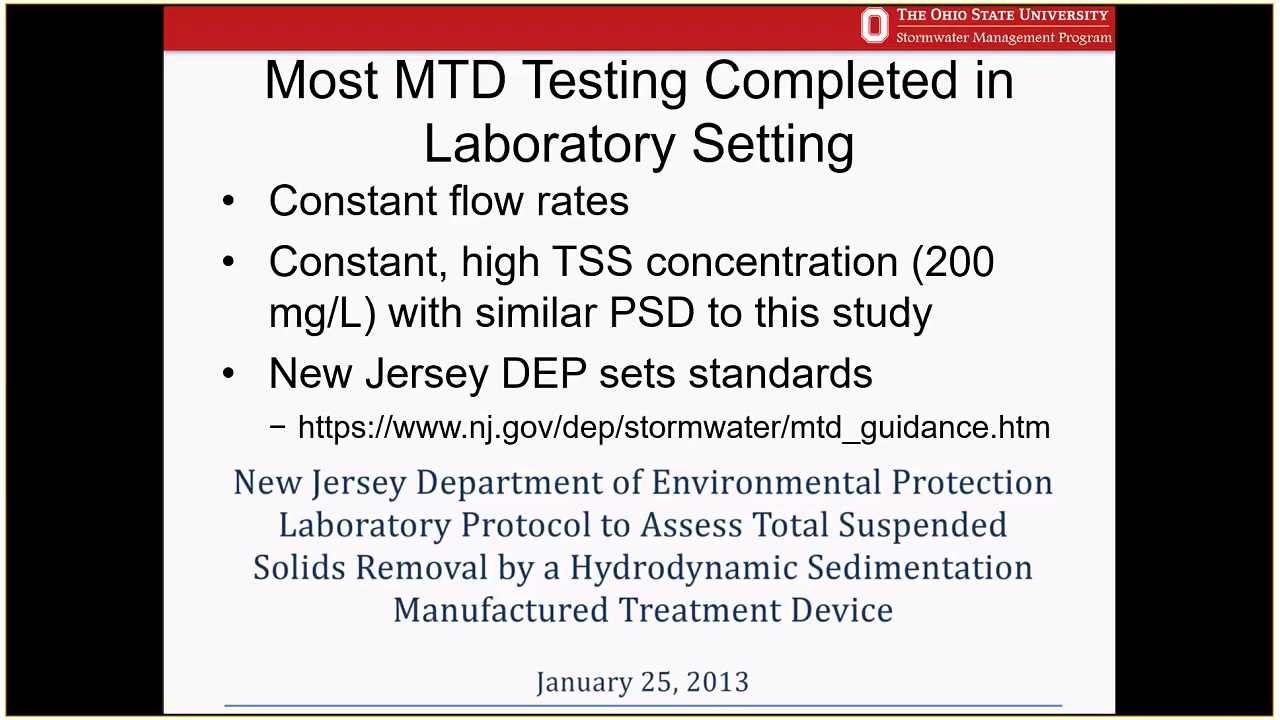 THE OHIO STATE UNIVERSITY
Stormwater Management Program
Most MTD Testing Completed in
Laboratory Setting
• Constant flow rates
• Constant, high TSS concentration (200
mg/L) with similar PSD to this study
• New Jersey DEP sets standards
– https://www.nj.gov/dep/stormwater/mtd_guidance.htm
New Jersey Department of Environmental Protection
Laboratory Protocol to Assess Total Suspended
Solids Removal by a Hydrodynamic Sedimentation
Manufactured Treatment Device
January 25, 2013